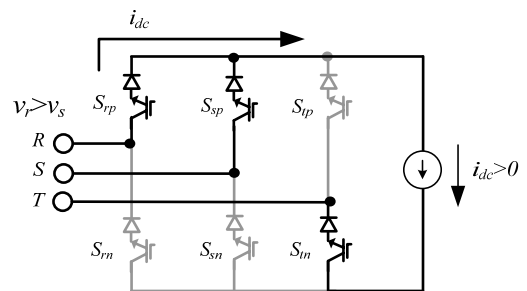 i_dc
S_rp
S_sp
S_tp
v_r>v_s
R
S
T
i_dc>0
S_rn
S_sn
S_tn